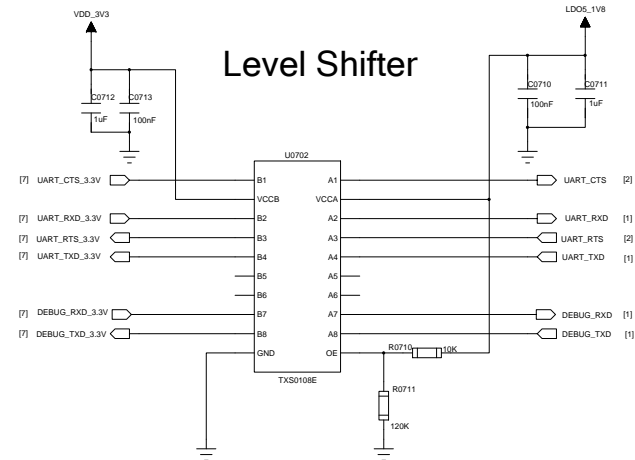 VDD_3V3
LDO5_1V8
Level Shifter
C0712
C0713
1uF
100nF
C0710
C0711
100nF
1uF
U0702
[7] UART_CTS_3.3V B1 A1 UART_CTS [2]
VCCB VCCA
[7] UART_RXD_3.3V B2 A2 UART_RXD [1]
[7] UART_RTS_3.3V B3 A3 UART_RTS [2]
[7] UART_TXD_3.3V B4 A4 UART_TXD [1]
B5 A5
B6 A6
[7] DEBUG_RXD_3.3V B7 A7 DEBUG_RXD [1]
[7] DEBUG_TXD_3.3V B8 A8 DEBUG_TXD [1]
GND OE R0710 10K
TXS0108E
R0711
120K